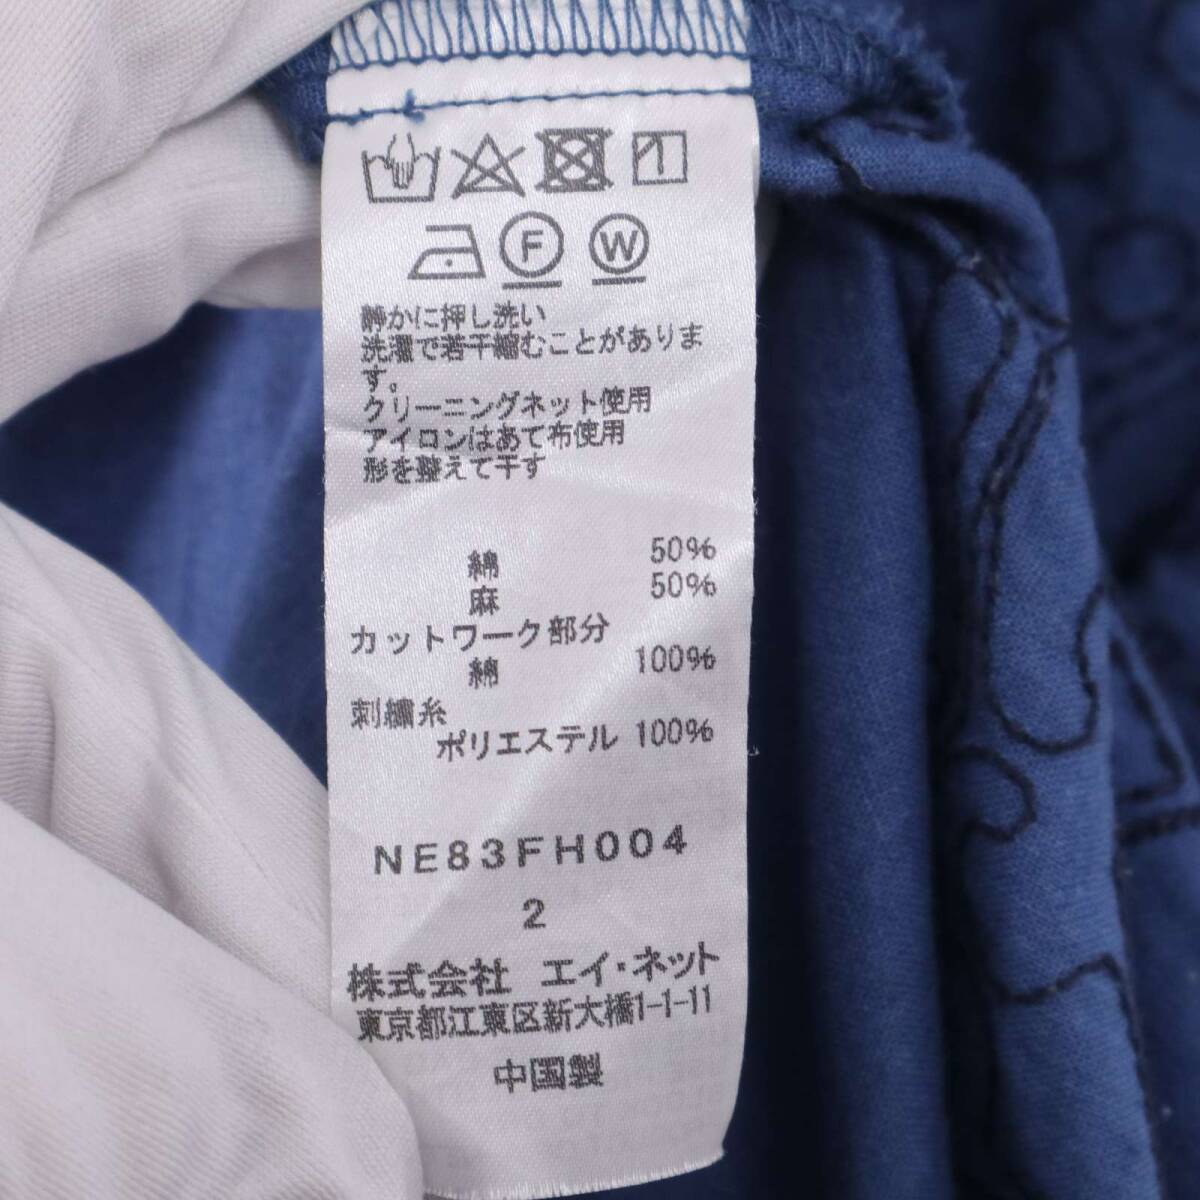 F W
静かに押し洗い
洗濯で若干縮むことがありま
す。
クリーニングネット使用
アイロンはあて布使用
形を整えて干す
綿 50%
麻 50%
カットワーク部分
綿 100%
刺繍糸
ポリエステル 100%
NE83FH004
2
株式会社 エイ・ネット
東京都江東区新大橋1-1-11
中国製